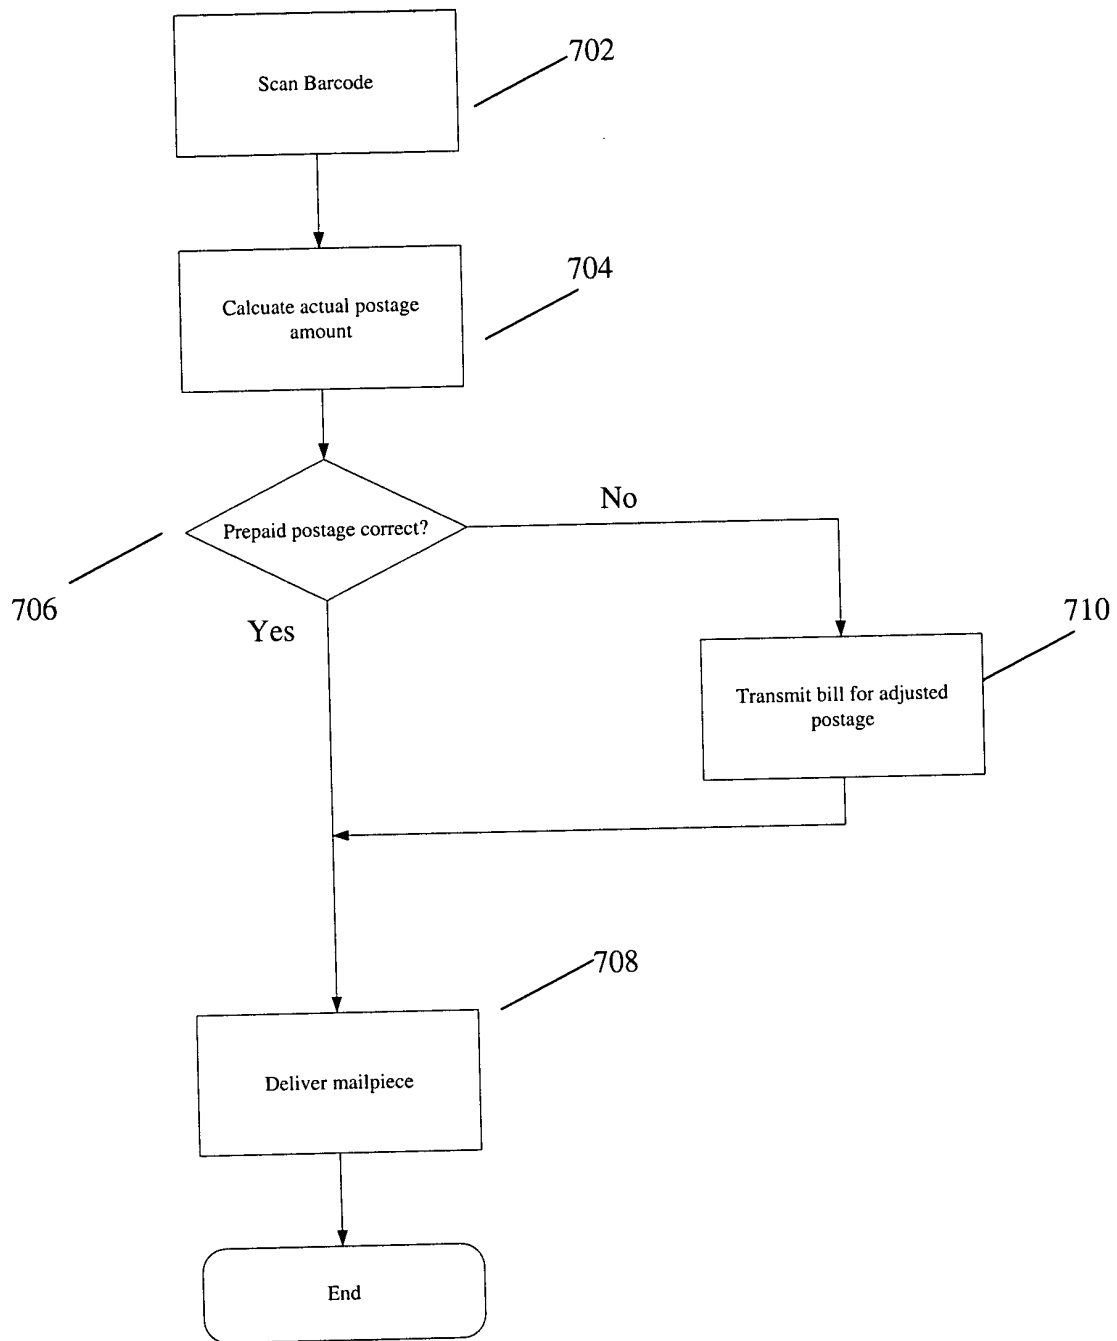 Scan Barcode
702
Calcuate actual postage
amount
704
Prepaid postage correct?
No
706
Yes
710
Transmit bill for adjusted
postage
708
Deliver mailpiece
End